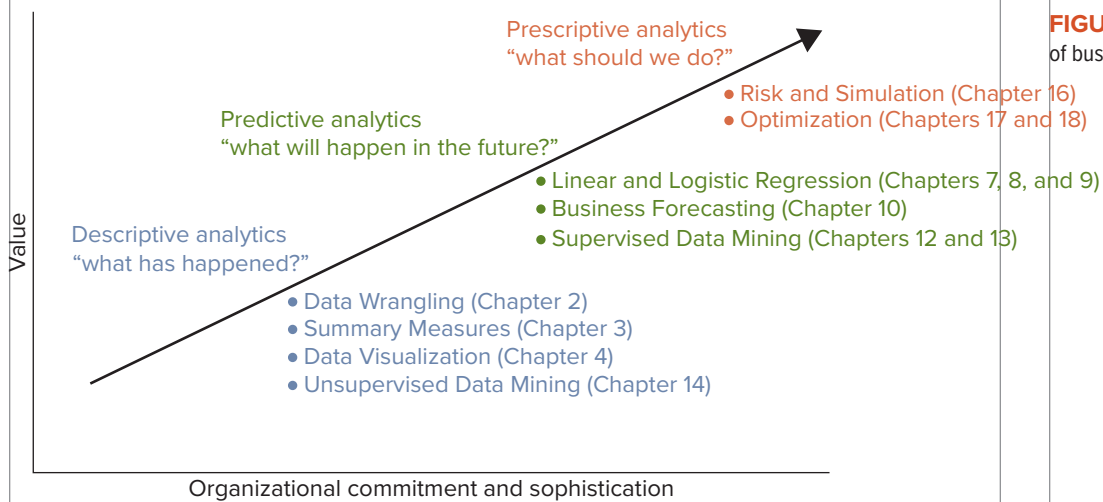 Prescriptive analytics
“what should we do?”
• Risk and Simulation (Chapter 16)
• Optimization (Chapters 17 and 18)
Predictive analytics
“what will happen in the future?”
• Linear and Logistic Regression (Chapters 7, 8, and 9)
• Business Forecasting (Chapter 10)
• Supervised Data Mining (Chapters 12 and 13)
Descriptive analytics
“what has happened?”
• Data Wrangling (Chapter 2)
• Summary Measures (Chapter 3)
• Data Visualization (Chapter 4)
• Unsupervised Data Mining (Chapter 14)
Value
Organizational commitment and sophistication
FIGU
of bus